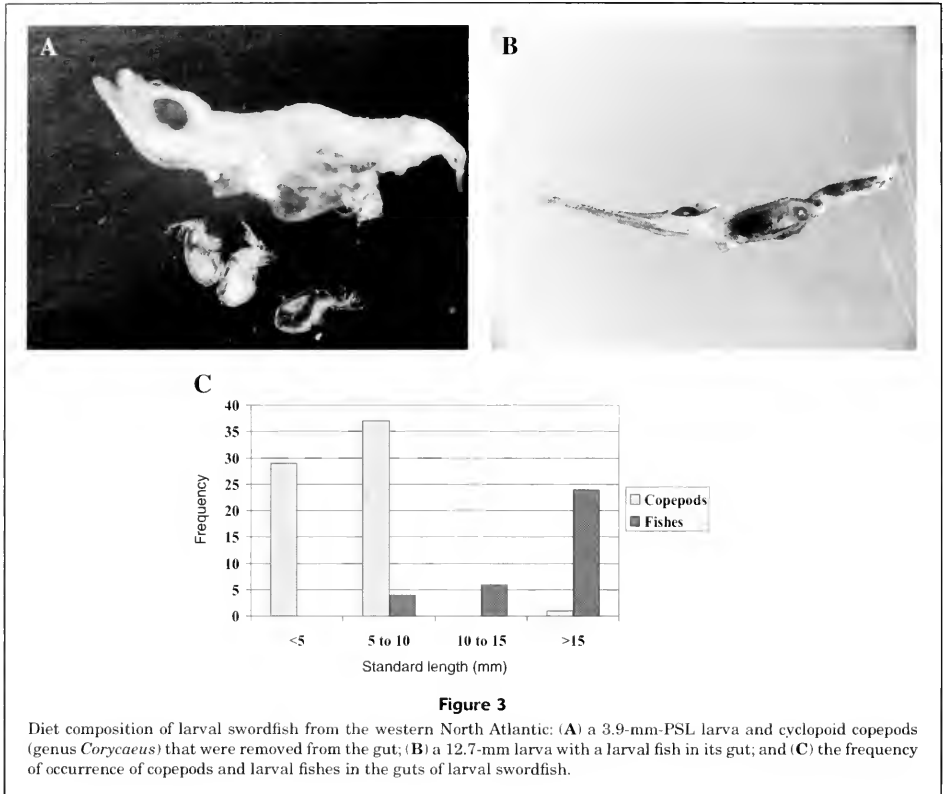 A
B
C
40
35
30
25
20
15
10
5
0
Frequency
<5 5 to 10 10 to 15 >15
Standard length (mm)
Copepods
Fishes
Figure 3
Diet composition of larval swordfish from the western North Atlantic: (A) a 3.9-mm-PSL larva and cyclopoid copepods
(genus Corycaeus) that were removed from the gut; (B) a 12.7-mm larva with a larval fish in its gut; and (C) the frequency
of occurrence of copepods and larval fishes in the guts of larval swordfish.